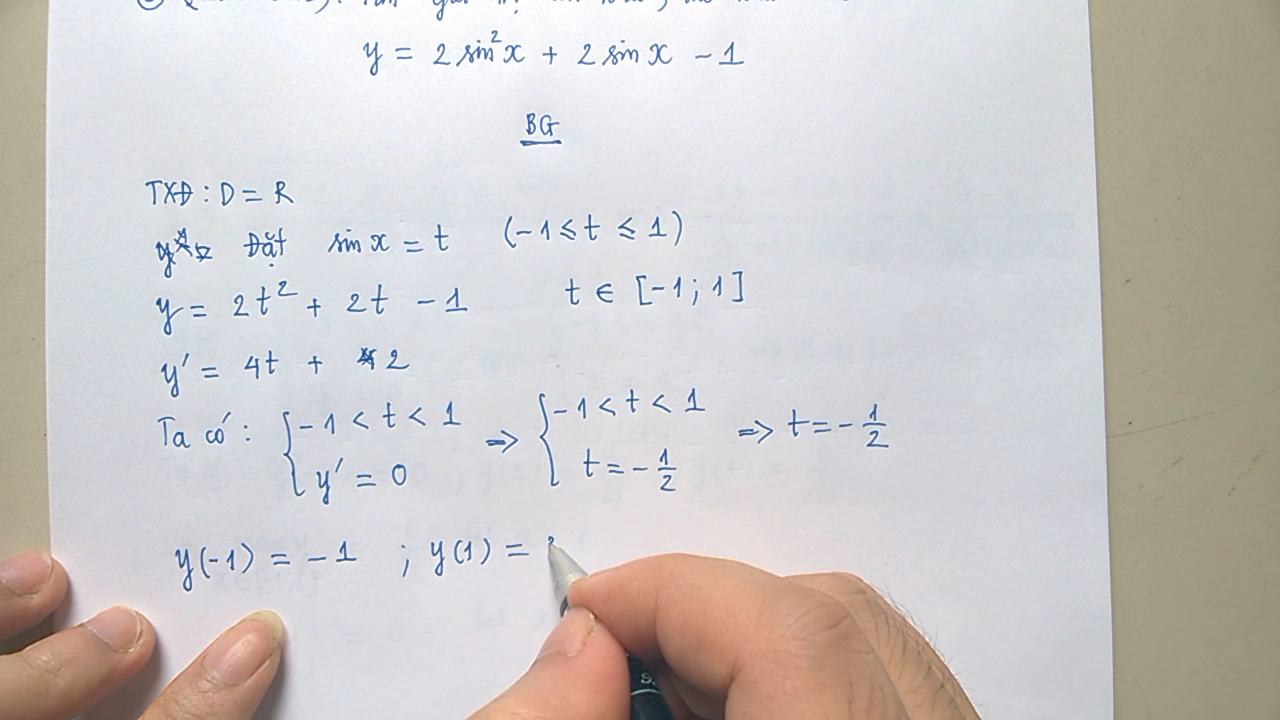 y = 2 sin²x + 2 sin x - 1
BG
TXĐ : D = R
Đặt sin x = t (-1 ≤ t ≤ 1)
y = 2t² + 2t - 1 t ∈ [-1; 1]
y' = 4t + 2
Ta có: { -1 < t < 1 ⇒ { -1 < t < 1 ⇒ t = -1/2
y' = 0 t = -1/2
y(-1) = -1 ; y(1) =